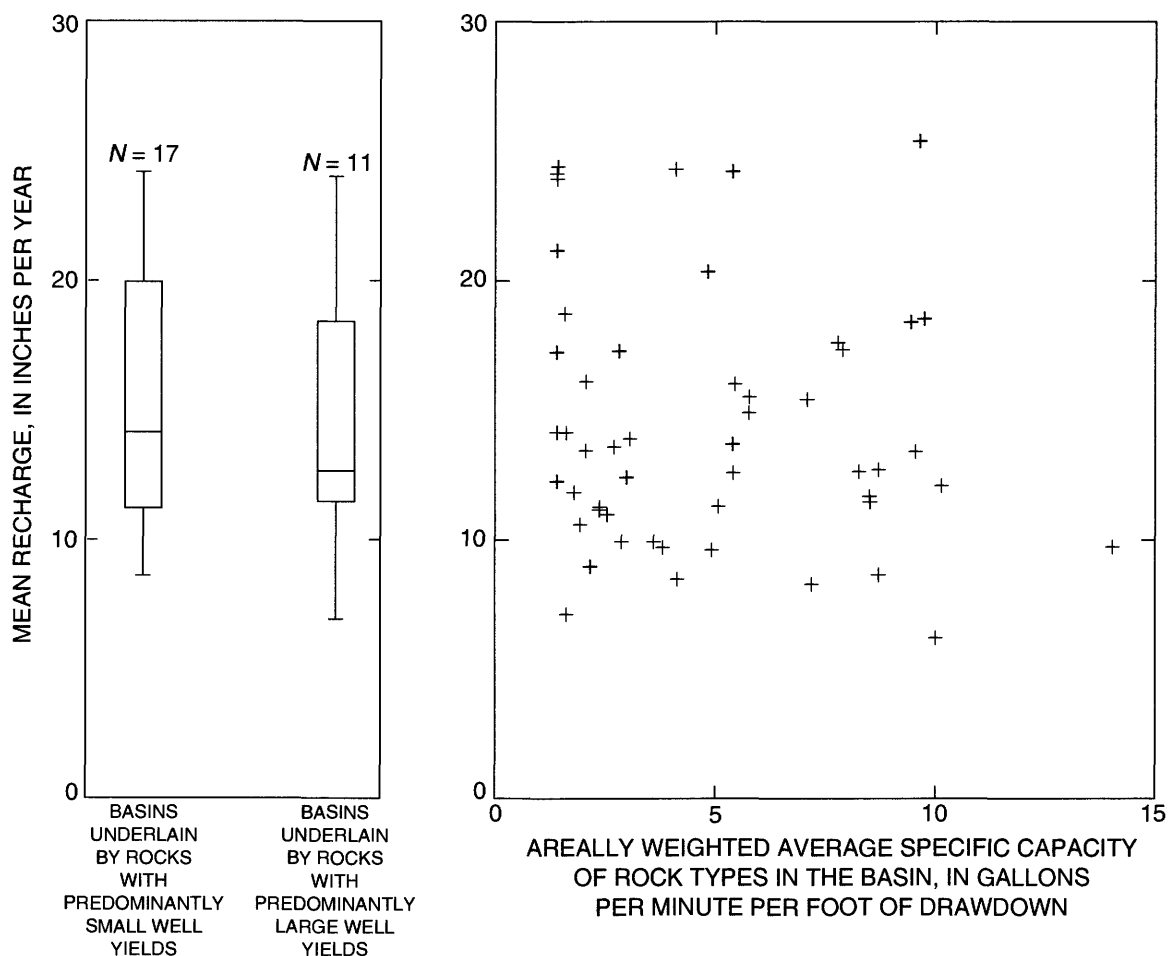 MEAN RECHARGE, IN INCHES PER YEAR
30
20
10
0
N = 17
N = 11
BASINS
UNDERLAIN
BY ROCKS
WITH
PREDOMINANTLY
SMALL WELL
YIELDS
BASINS
UNDERLAIN
BY ROCKS
WITH
PREDOMINANTLY
LARGE WELL
YIELDS
30
20
10
0
0 5 10 15
AREALLY WEIGHTED AVERAGE SPECIFIC CAPACITY
OF ROCK TYPES IN THE BASIN, IN GALLONS
PER MINUTE PER FOOT OF DRAWDOWN